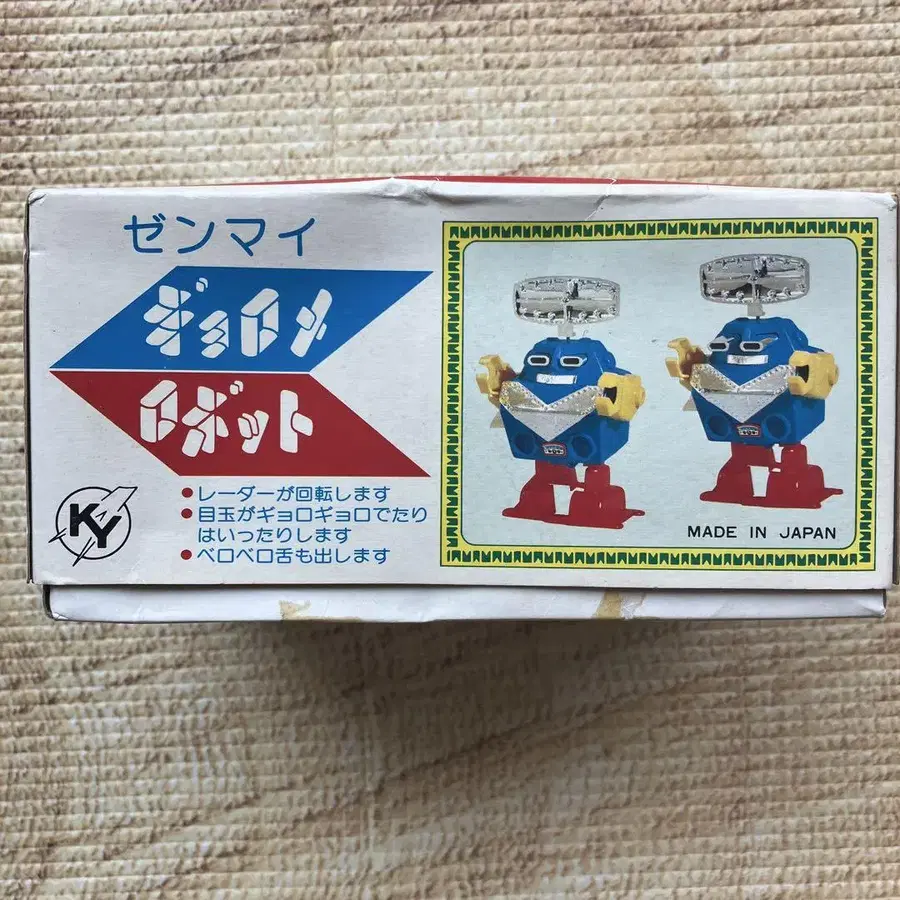 ゼンマイ
ギョロメ
ロボット
KY
●レーダーが回転します
●目玉がギョロギョロでたり
はいったりします
●ベロベロ舌も出します
MADE IN JAPAN